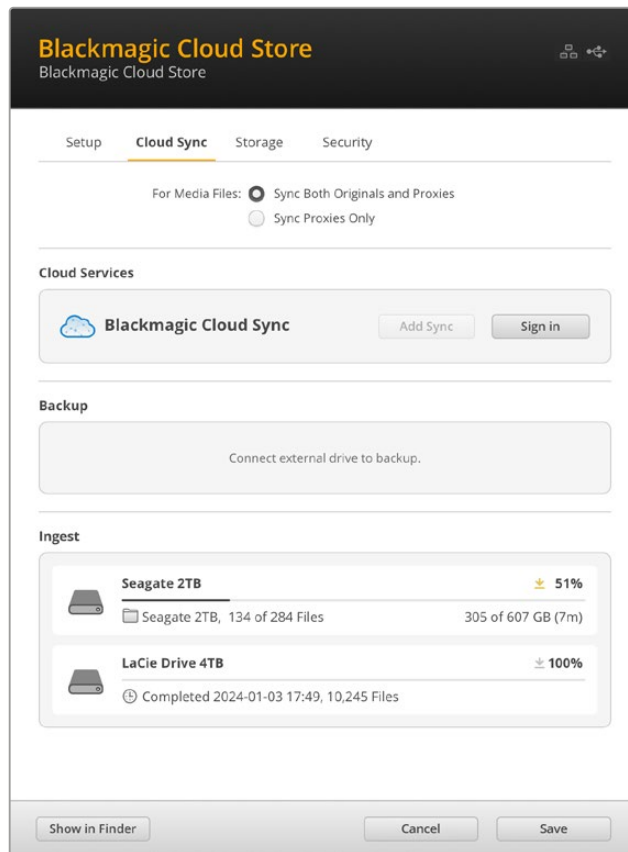 Blackmagic Cloud Store
Blackmagic Cloud Store
Setup Cloud Sync Storage Security
For Media Files: Sync Both Originals and Proxies
Sync Proxies Only
Cloud Services
Blackmagic Cloud Sync Add Sync Sign in
Backup
Connect external drive to backup.
Ingest
Seagate 2TB 51%
Seagate 2TB, 134 of 284 Files 305 of 607 GB (7m)
LaCie Drive 4TB 100%
Completed 2024-01-03 17:49, 10,245 Files
Show in Finder Cancel Save